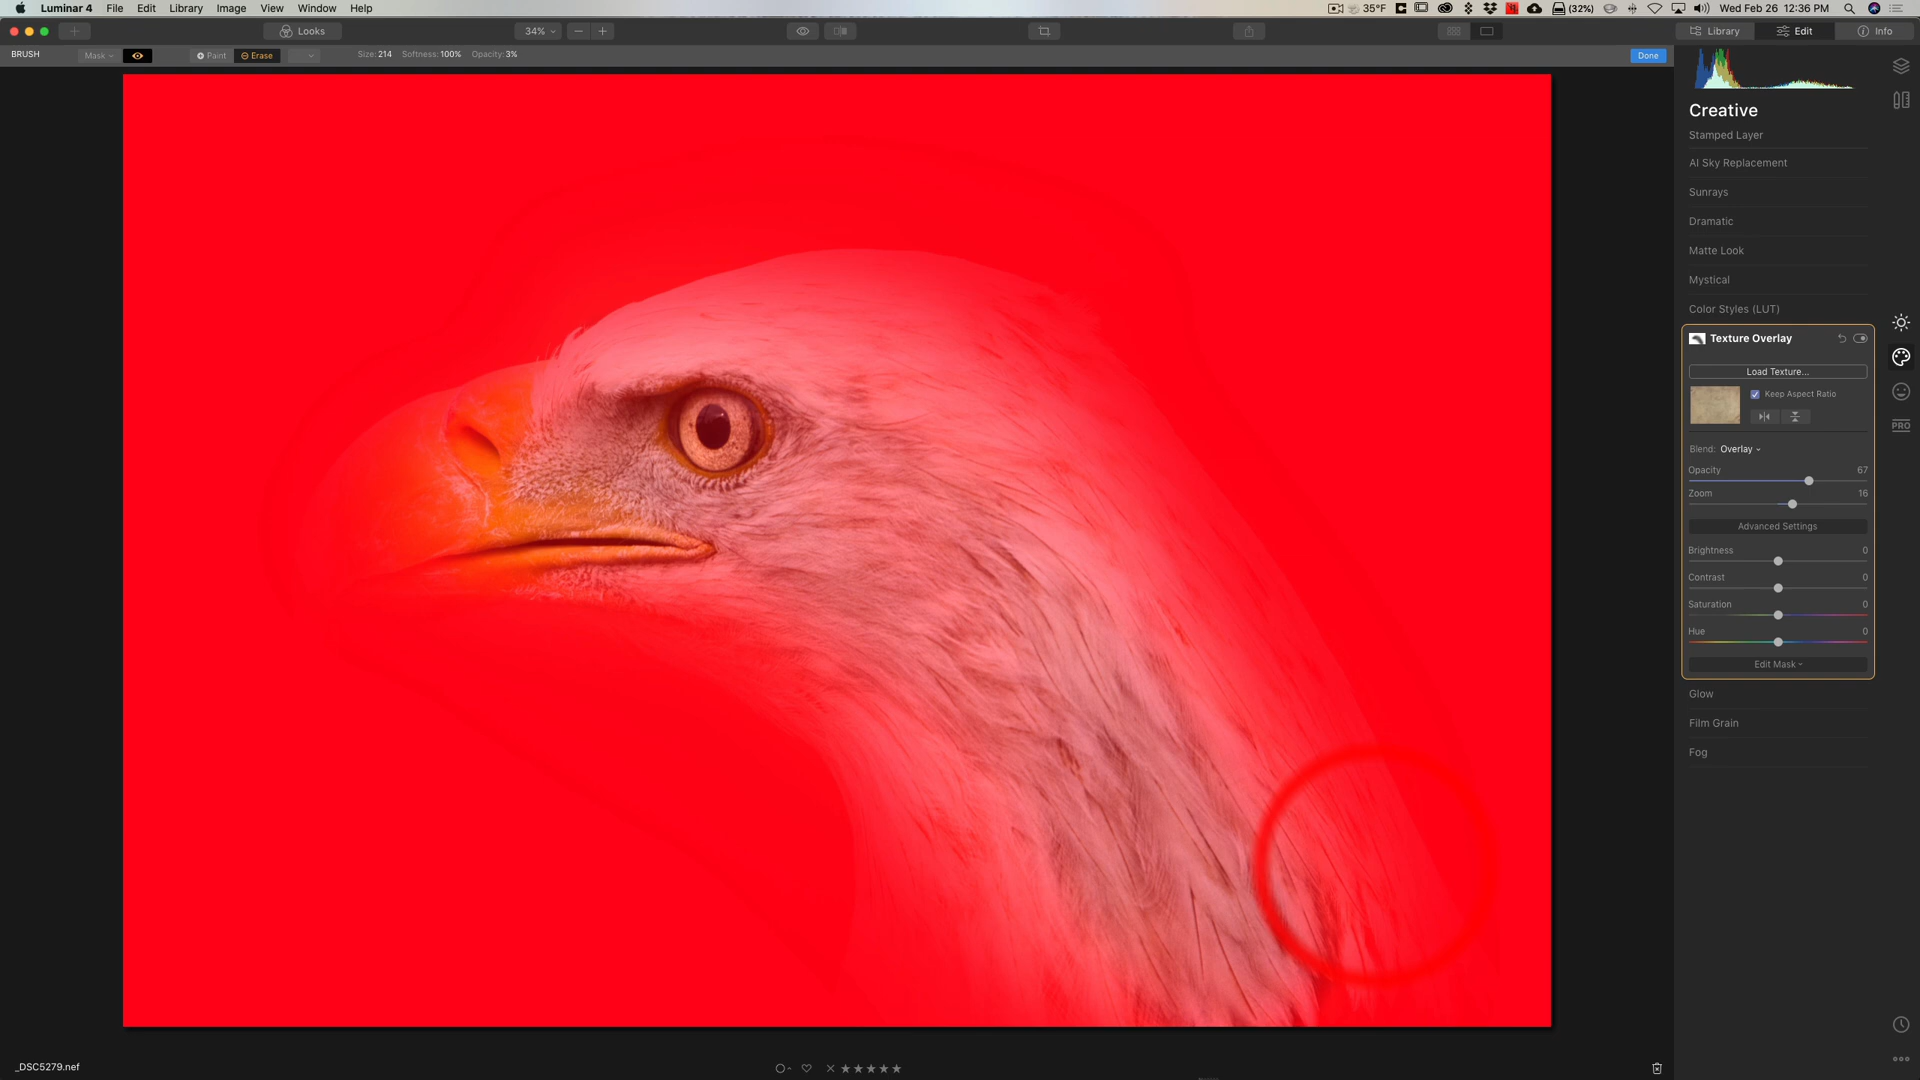 Luminar 4 File Edit Library Image View Window Help 35°F (32%) Wed Feb 26 12:36 PM
Looks 34% Library Edit Info
BRUSH Mask Paint Erase Size: 214 Softness: 100% Opacity: 3% Done
Creative
Stamped Layer
AI Sky Replacement
Sunrays
Dramatic
Matte Look
Mystical
Color Styles (LUT)
Texture Overlay
Load Texture...
Keep Aspect Ratio
Blend: Overlay
Opacity 67
Zoom 16
Advanced Settings
Brightness 0
Contrast 0
Saturation 0
Hue 0
Edit Mask
PRO
Glow
Film Grain
Fog
_DSC5279.nef